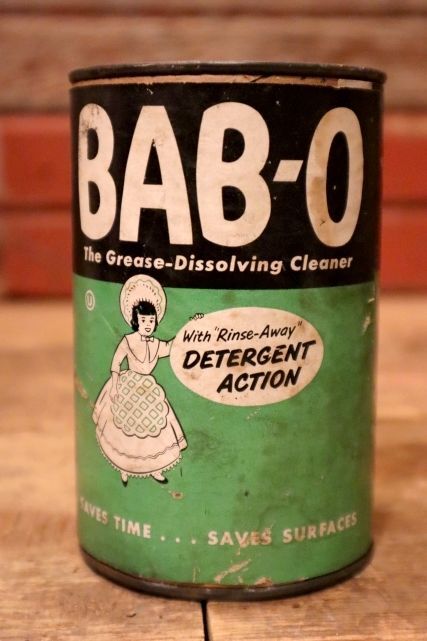 BAB-O
The Grease-Dissolving Cleaner
U
With "Rinse-Away"
DETERGENT
ACTION
SAVES TIME . . . SAVES SURFACES